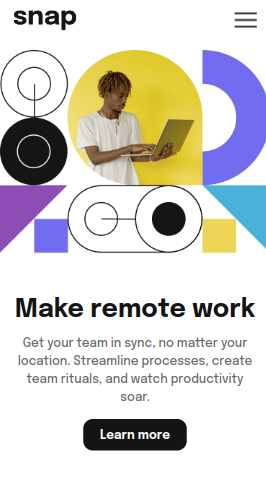 snap
Make remote work
Get your team in sync, no matter your
location. Streamline processes, create
team rituals, and watch productivity
soar.
Learn more